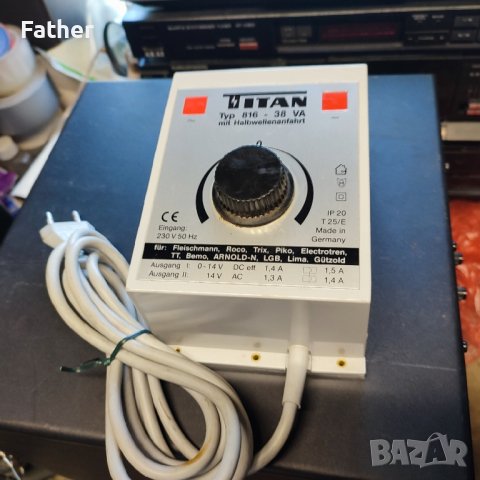 Father
TITAN
Typ 816 - 38 VA
mit Halbwellenanfahrt
CE
Eingang:
230 V 50 Hz
IP 20
T 25/E
Made in
Germany
für: Fleischmann, Roco, Trix, Piko, Electrotren,
TT, Bemo, ARNOLD-N, LGB, Lima, Gützold
Ausgang I: 0-14 V DC eff 1,4 A 1,5 A
Ausgang II: 14 V AC 1,3 A 1,4 A
BAZAR